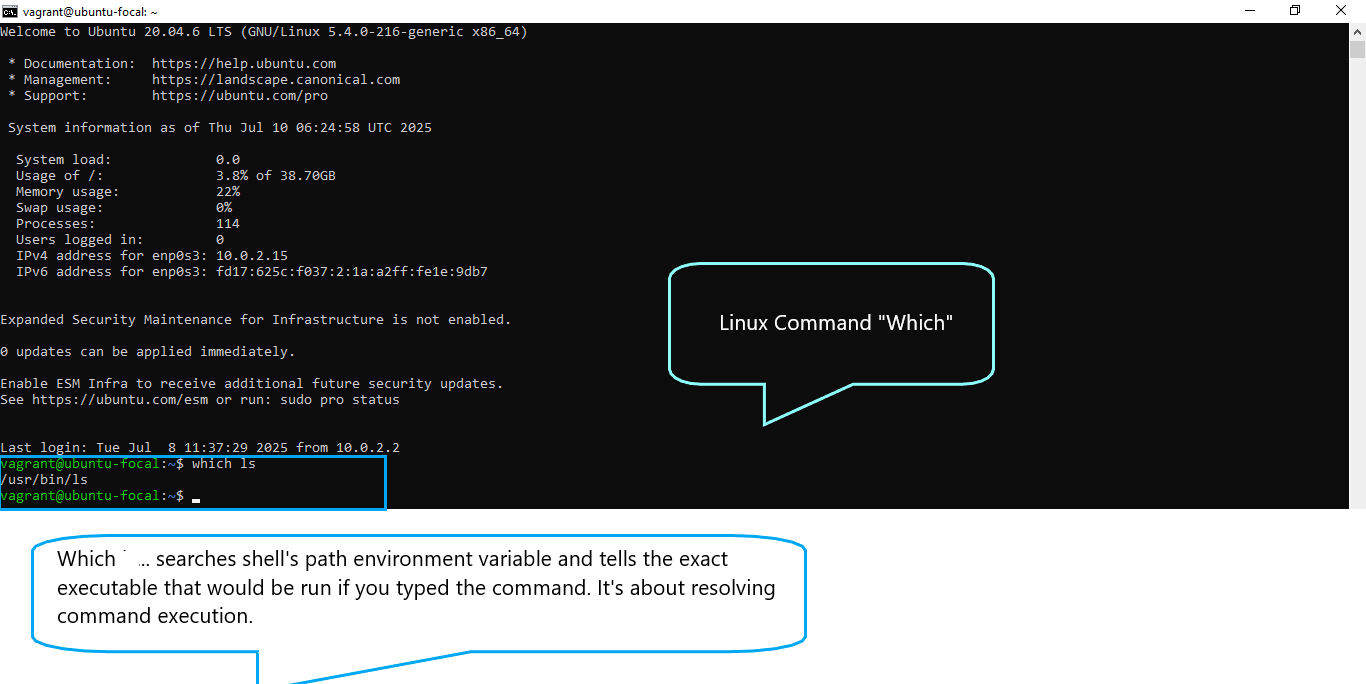 vagrant@ubuntu-focal: ~
Welcome to Ubuntu 20.04.6 LTS (GNU/Linux 5.4.0-216-generic x86_64)
* Documentation:  https://help.ubuntu.com
* Management:     https://landscape.canonical.com
* Support:        https://ubuntu.com/pro
System information as of Thu Jul 10 06:24:58 UTC 2025
System load:             0.0
Usage of /:              3.8% of 38.70GB
Memory usage:            22%
Swap usage:              0%
Processes:               114
Users logged in:         0
IPv4 address for enp0s3: 10.0.2.15
IPv6 address for enp0s3: fd17:625c:f037:2:1a:a2ff:fe1e:9db7
Expanded Security Maintenance for Infrastructure is not enabled.
0 updates can be applied immediately.
Enable ESM Infra to receive additional future security updates.
See https://ubuntu.com/esm or run: sudo pro status
Last login: Tue Jul  8 11:37:29 2025 from 10.0.2.2
vagrant@ubuntu-focal:~$ which ls
/usr/bin/ls
vagrant@ubuntu-focal:~$
Linux Command "Which"
Which .. searches shell's path environment variable and tells the exact
executable that would be run if you typed the command. It's about resolving
command execution.